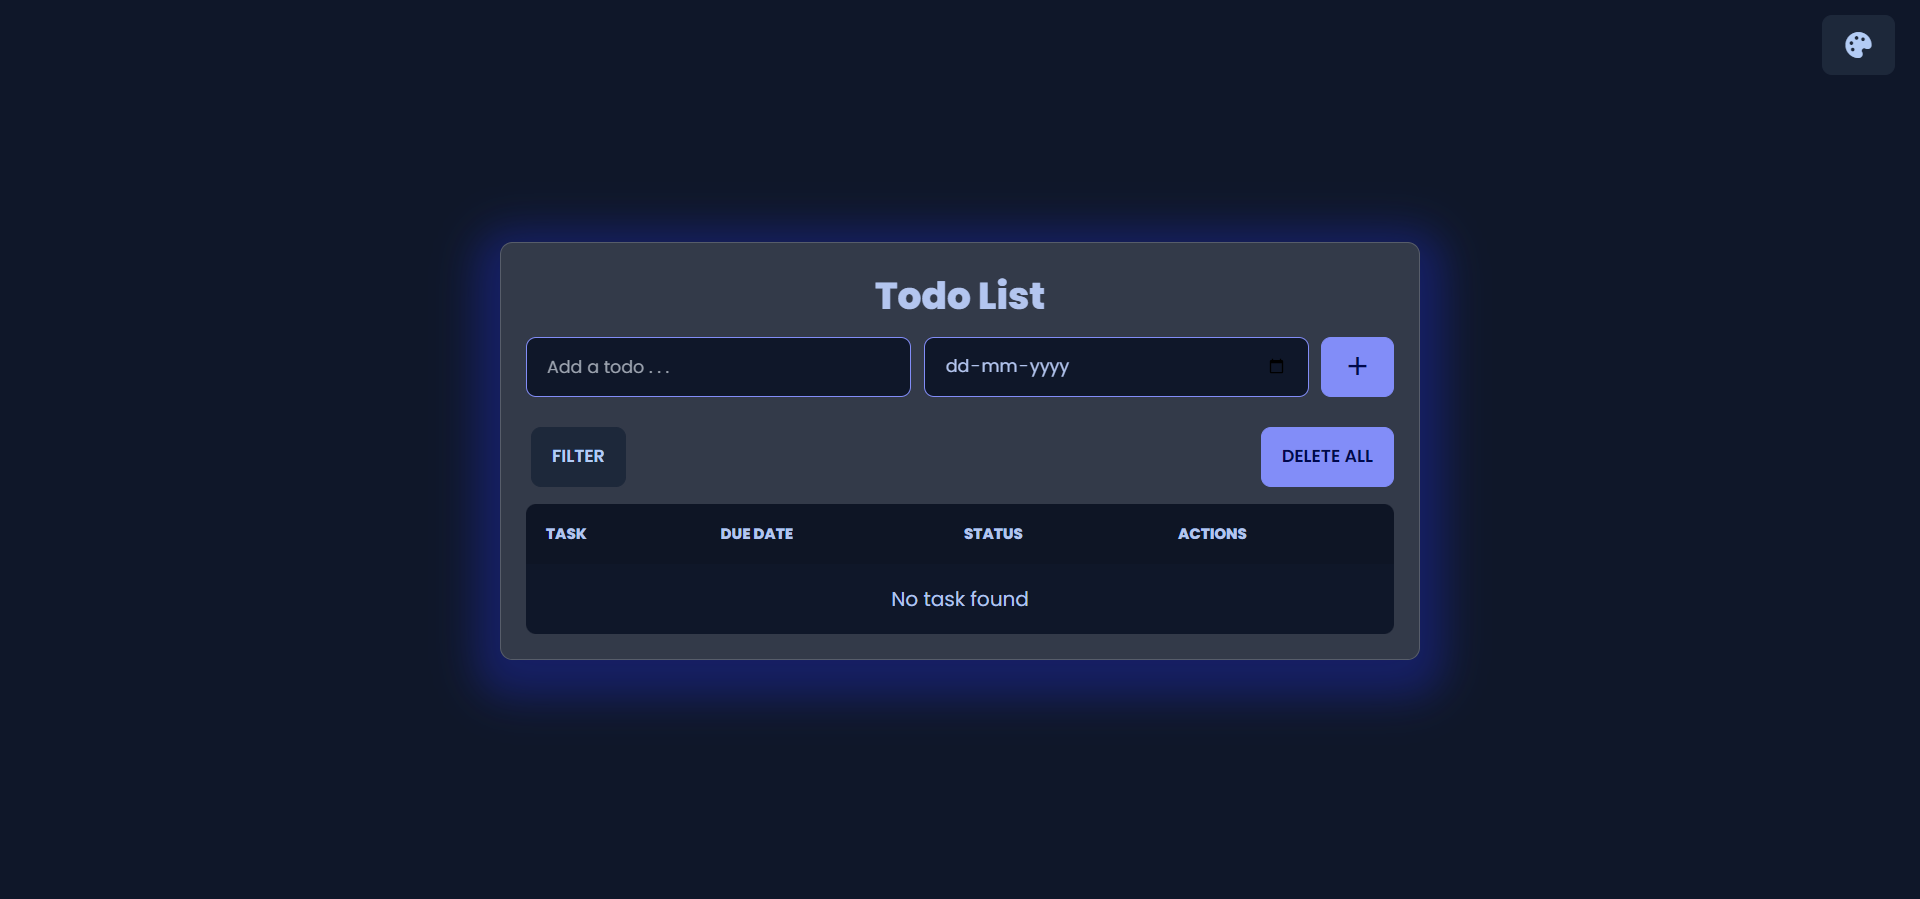 Todo List
Add a todo . . .
dd-mm-yyyy
FILTER
DELETE ALL
TASK DUE DATE STATUS ACTIONS
No task found